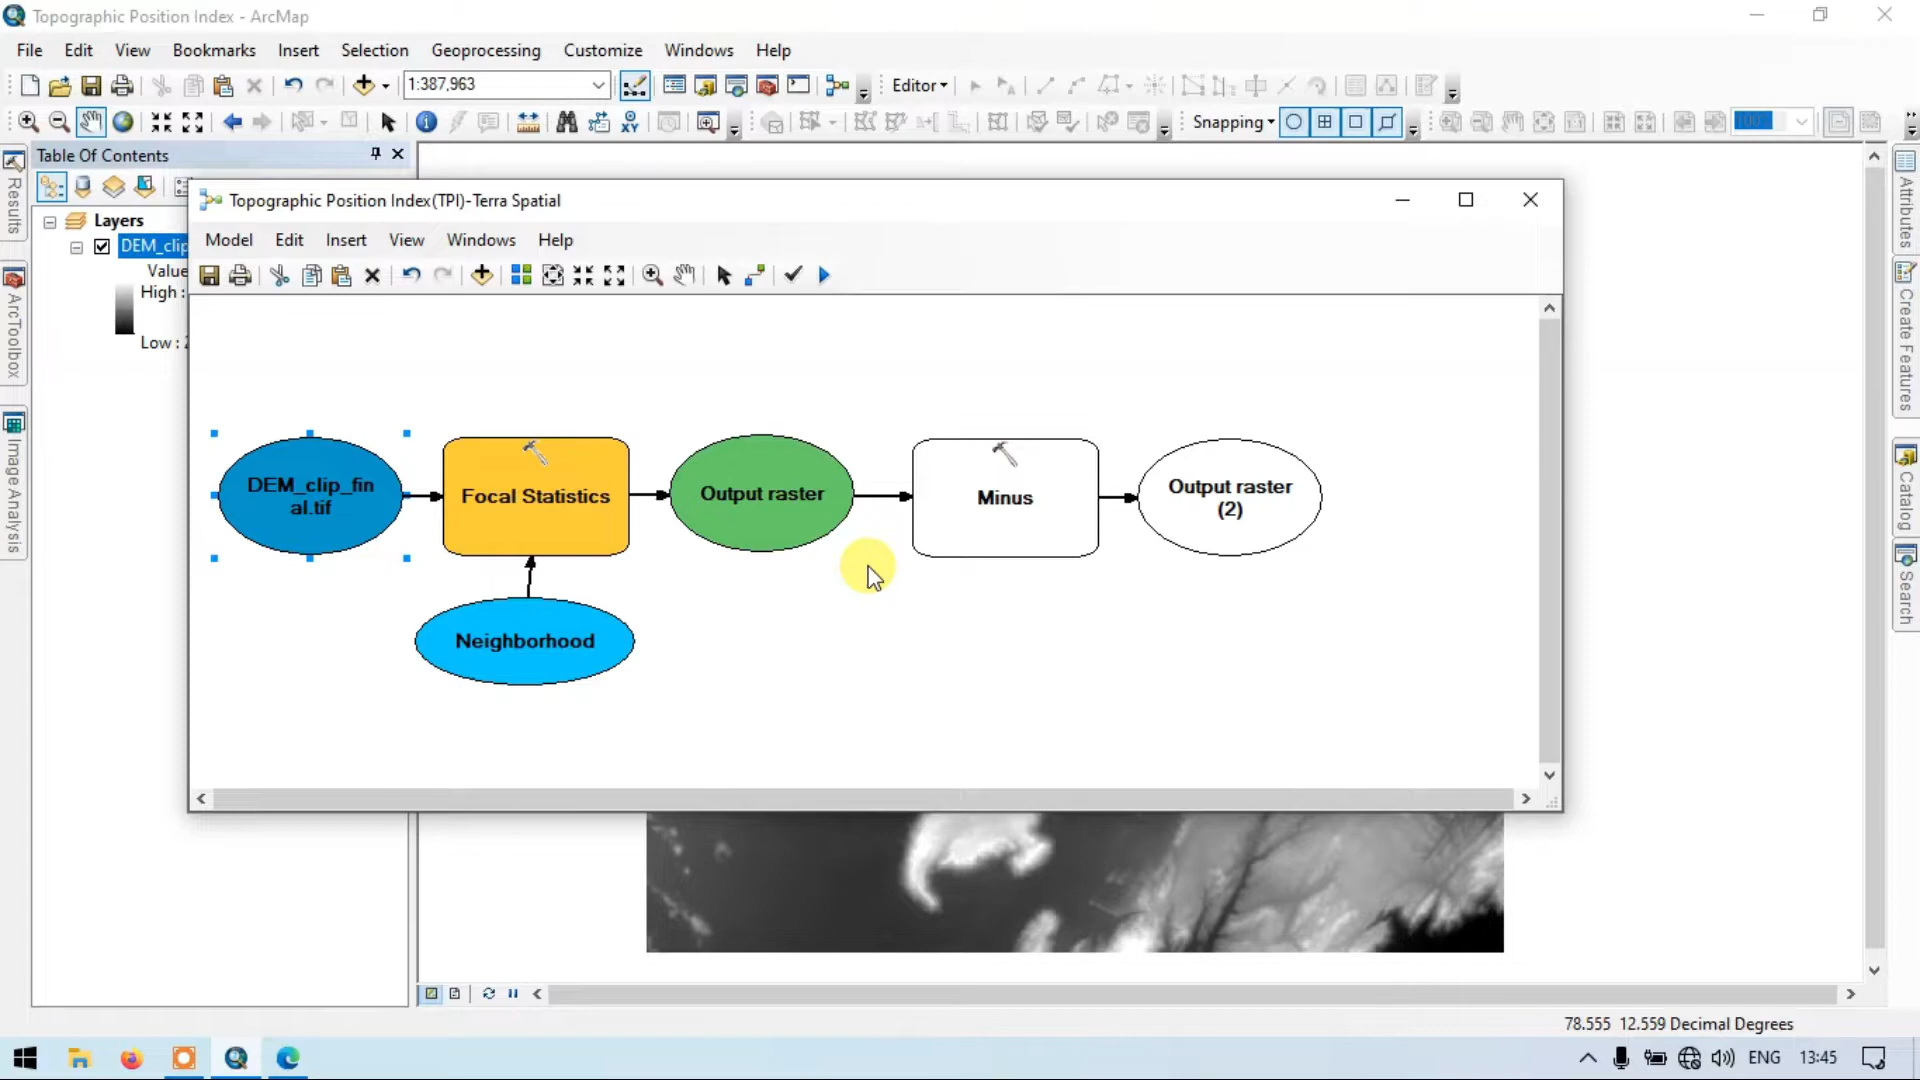 Topographic Position Index - ArcMap
File Edit View Bookmarks Insert Selection Geoprocessing Customize Windows Help
1:387,963
Editor
Snapping
Table Of Contents
Layers
DEM_clip
Value
High :
Low : 2
Results
ArcToolbox
Image Analysis
Topographic Position Index(TPI)-Terra Spatial
Model Edit Insert View Windows Help
DEM_clip_fin
al.tif
Focal Statistics
Output raster
Minus
Output raster
(2)
Neighborhood
Attributes
Create Features
Catalog
Search
78.555 12.559 Decimal Degrees
ENG 13:45